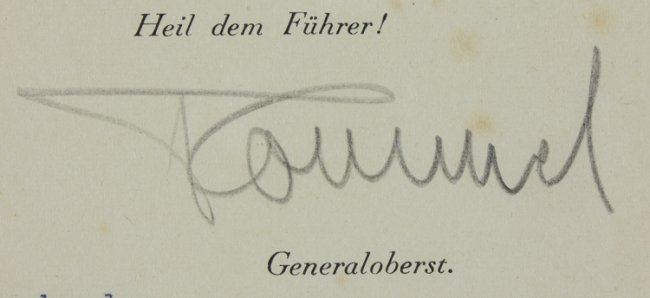 Heil dem Führer!
Rommel
Generaloberst.